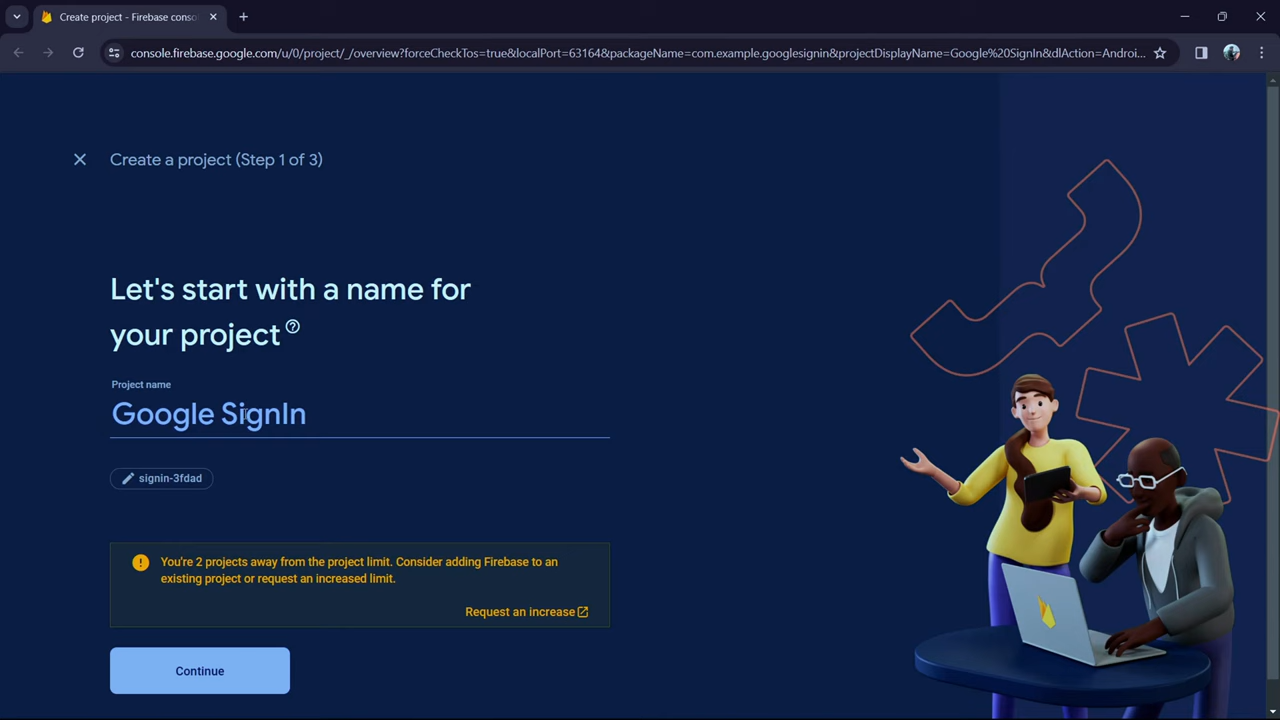 Create project - Firebase conso
console.firebase.google.com/u/0/project/_/overview?forceCheckTos=true&localPort=63164&packageName=com.example.googlesignin&projectDisplayName=Google%20SignIn&dlAction=Androi...
Create a project (Step 1 of 3)
Let's start with a name for
your project
Project name
Google SignIn
signin-3fdad
You're 2 projects away from the project limit. Consider adding Firebase to an
existing project or request an increased limit.
Request an increase
Continue